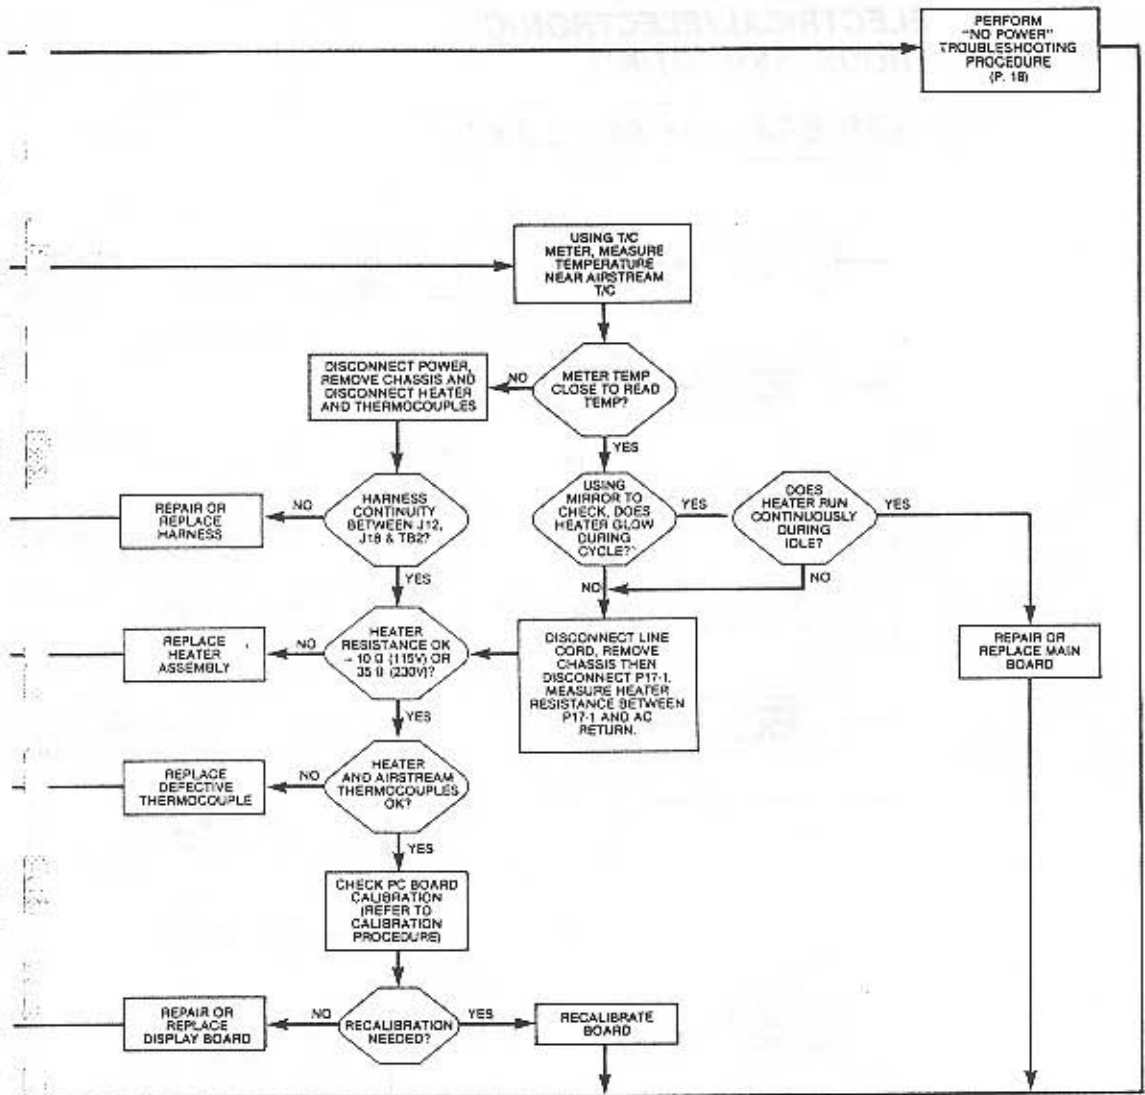 PERFORM
"NO POWER"
TROUBLESHOOTING
PROCEDURE
(P. 18)
USING T/C
METER, MEASURE
TEMPERATURE
NEAR AIRSTREAM
T/C
DISCONNECT POWER,
REMOVE CHASSIS AND
DISCONNECT HEATER
AND THERMOCOUPLES
NO
METER TEMP
CLOSE TO READ
TEMP?
YES
REPAIR OR
REPLACE
HARNESS
NO
HARNESS
CONTINUITY
BETWEEN J12,
J18 & TB2?
YES
USING
MIRROR TO
CHECK, DOES
HEATER GLOW
DURING
CYCLE?
YES
NO
DOES
HEATER RUN
CONTINUOUSLY
DURING
IDLE?
YES
NO
REPLACE
HEATER
ASSEMBLY
NO
HEATER
RESISTANCE OK
~ 10 Ω (115V) OR
35 Ω (230V)?
YES
DISCONNECT LINE
CORD, REMOVE
CHASSIS THEN
DISCONNECT P17-1.
MEASURE HEATER
RESISTANCE BETWEEN
P17-1 AND AC
RETURN.
REPAIR OR
REPLACE MAIN
BOARD
REPLACE
DEFECTIVE
THERMOCOUPLE
NO
HEATER
AND AIRSTREAM
THERMOCOUPLES
OK?
YES
CHECK PC BOARD
CALIBRATION
(REFER TO
CALIBRATION
PROCEDURE)
REPAIR OR
REPLACE
DISPLAY BOARD
NO
RECALIBRATION
NEEDED?
YES
RECALIBRATE
BOARD